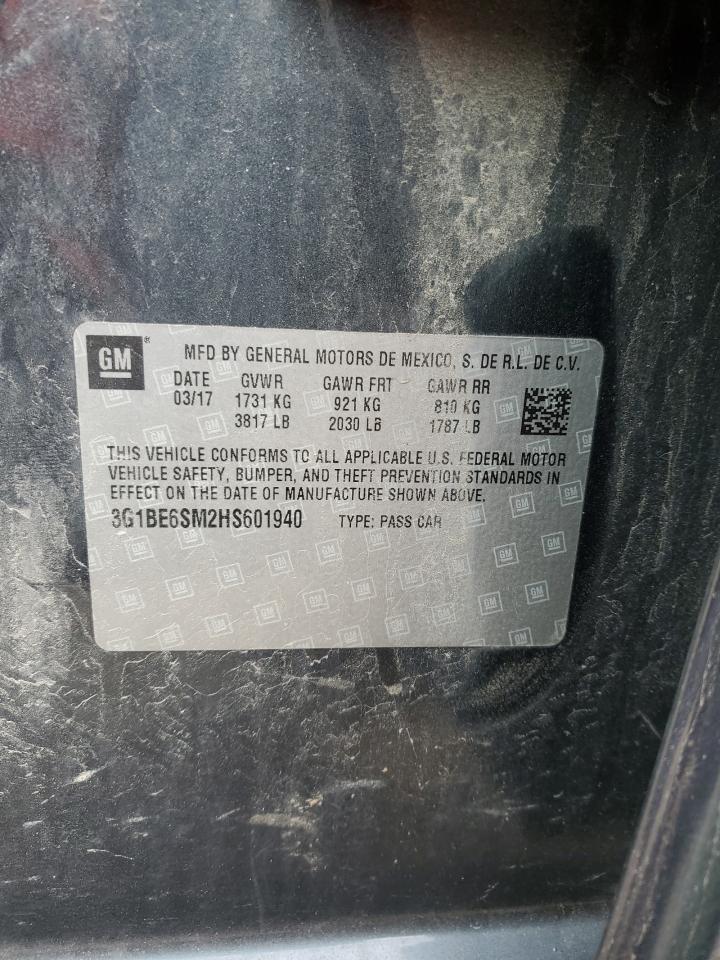 GM ® MFD BY GENERAL MOTORS DE MEXICO, S. DE R.L. DE C.V.
DATE GVWR GAWR FRT GAWR RR
03/17 1731 KG 921 KG 810 KG
3817 LB 2030 LB 1787 LB
THIS VEHICLE CONFORMS TO ALL APPLICABLE U.S. FEDERAL MOTOR
VEHICLE SAFETY, BUMPER, AND THEFT PREVENTION STANDARDS IN
EFFECT ON THE DATE OF MANUFACTURE SHOWN ABOVE.
3G1BE6SM2HS601940 TYPE: PASS CAR